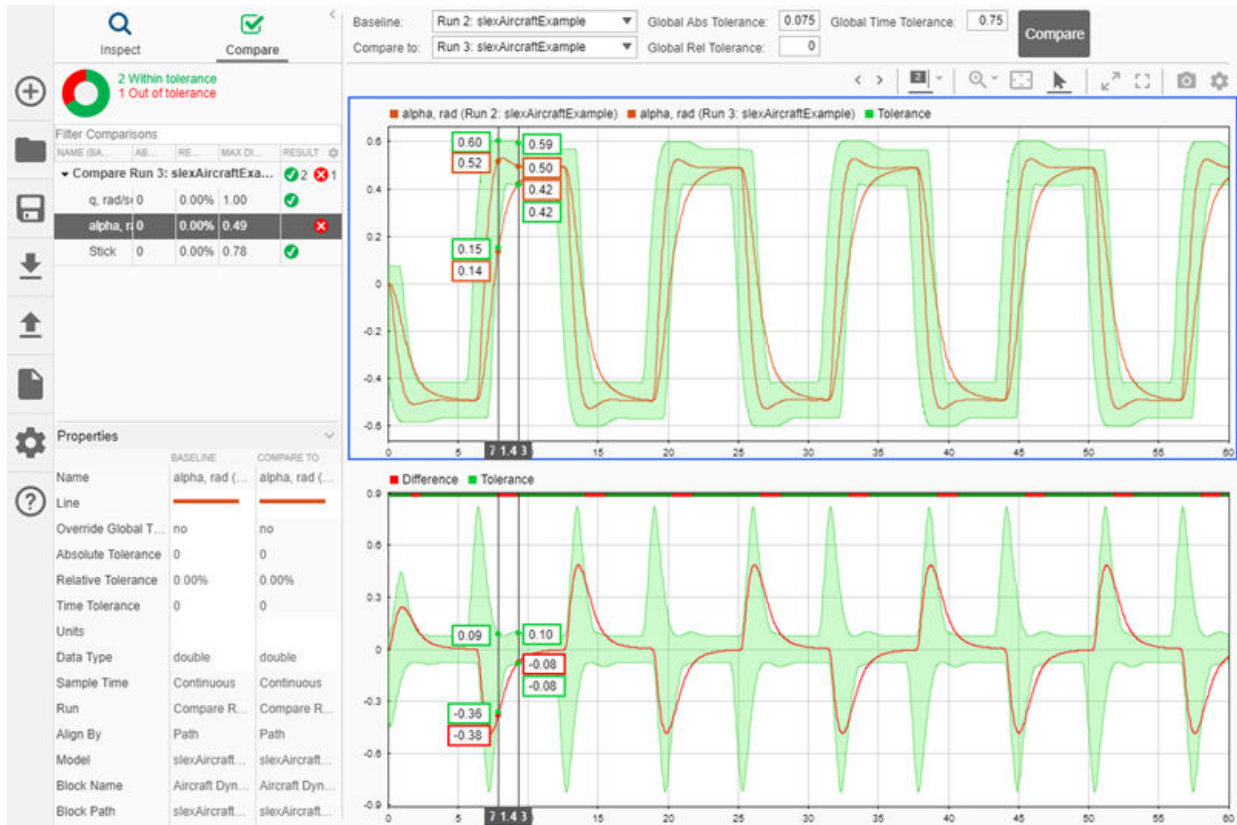 Inspect
Compare
Baseline:
Run 2: slexAircraftExample
Global Abs Tolerance:
0.075
Global Time Tolerance:
0.75
Compare
Compare to:
Run 3: slexAircraftExample
Global Rel Tolerance:
0
2 Within tolerance
1 Out of tolerance
2
Filter Comparisons
NAME (BA... AB... RE... MAX DI... RESULT
Compare Run 3: slexAircraftExa... 2 1
q, rad/s 0 0.00% 1.00
alpha, r 0 0.00% 0.49
Stick 0 0.00% 0.78
Properties
BASELINE COMPARE TO
Name alpha, rad (... alpha, rad (...
Line
Override Global T... no no
Absolute Tolerance 0 0
Relative Tolerance 0.00% 0.00%
Time Tolerance 0 0
Units
Data Type double double
Sample Time Continuous Continuous
Run Compare R... Compare R...
Align By Path Path
Model slexAircraft... slexAircraft...
Block Name Aircraft Dyn... Aircraft Dyn...
Block Path slexAircraft... slexAircraft...
alpha, rad (Run 2: slexAircraftExample) alpha, rad (Run 3: slexAircraftExample) Tolerance
0.6
0.4
0.2
0
-0.2
-0.4
-0.6
0.60 0.59
0.52 0.50
0.42
0.42
0.15
0.14
0 5 7 1.4 3 15 20 25 30 35 40 45 50 55 60
Difference Tolerance
0.9
0.6
0.3
0
-0.3
-0.6
-0.9
0.09 0.10
-0.08
-0.08
-0.36
-0.38
0 5 7 1.4 3 15 20 25 30 35 40 45 50 55 60